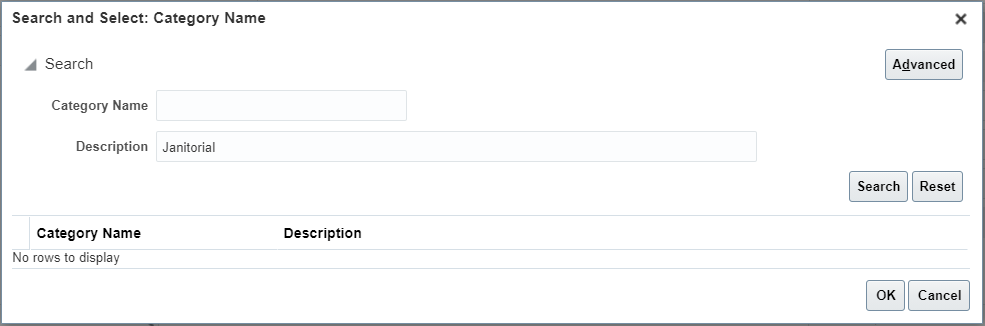 Search and Select: Category Name
Search
Advanced
Category Name
Description Janitorial
Search Reset
Category Name Description
No rows to display
OK Cancel